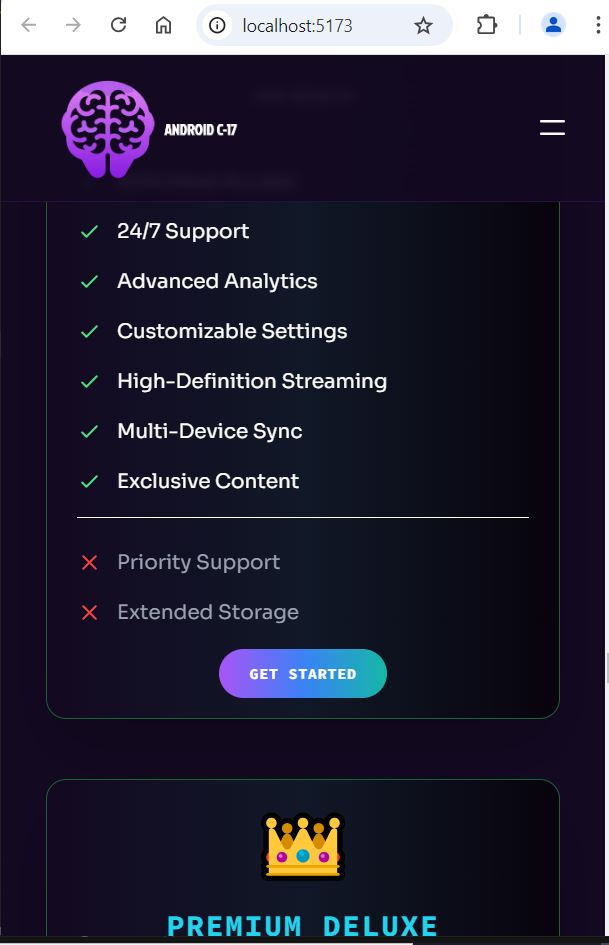 localhost:5173
ANDROID C-17
24/7 Support
Advanced Analytics
Customizable Settings
High-Definition Streaming
Multi-Device Sync
Exclusive Content
Priority Support
Extended Storage
GET STARTED
PREMIUM DELUXE